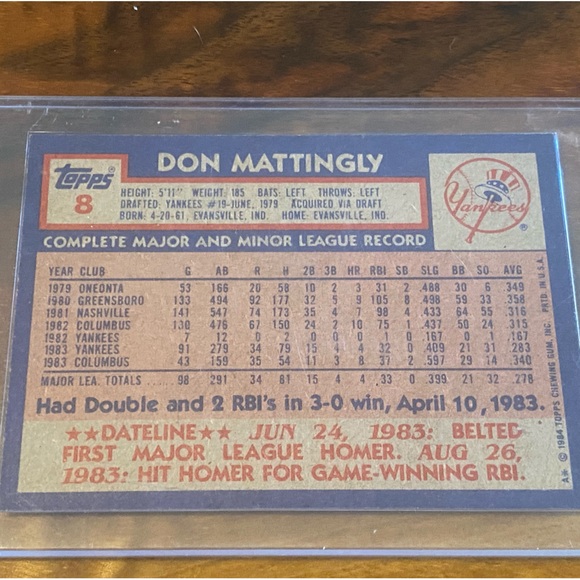 DON MATTINGLY
Topps®
8
HEIGHT: 5'11" WEIGHT: 185 BATS: LEFT THROWS: LEFT
DRAFTED: YANKEES #19-JUNE, 1979 ACQUIRED VIA DRAFT
BORN: 4-20-61, EVANSVILLE, IND. HOME: EVANSVILLE, IND.
Yankees®
COMPLETE MAJOR AND MINOR LEAGUE RECORD
YEAR CLUB G AB R H 2B 3B HR RBI SB SLG BB SO AVG
1979 ONEONTA 53 166 20 58 10 2 3 31 2 .488 30 6 .349
1980 GREENSBORO 133 494 92 177 32 5 9 105 8 .498 59 33 .358
1981 NASHVILLE 141 547 74 173 35 4 7 98 4 .433 64 55 .316
1982 COLUMBUS 130 476 67 150 24 2 10 75 1 .437 50 24 .315
1982 YANKEES 7 12 0 2 0 0 0 1 0 .167 0 1 .167
1983 YANKEES 91 279 34 79 15 4 4 32 0 .409 21 31 .283
1983 COLUMBUS 43 159 35 54 11 3 8 37 2 .597 29 14 .340
MAJOR LEA. TOTALS 98 291 34 81 15 4 4 33 0 .399 21 32 .278
Had Double and 2 RBI's in 3-0 win, April 10, 1983.
★★DATELINE★★ JUN 24, 1983: BELTED
FIRST MAJOR LEAGUE HOMER. AUG 26,
1983: HIT HOMER FOR GAME-WINNING RBI.
A* © 1984 TOPPS CHEWING GUM, INC. PRTD. IN U.S.A.